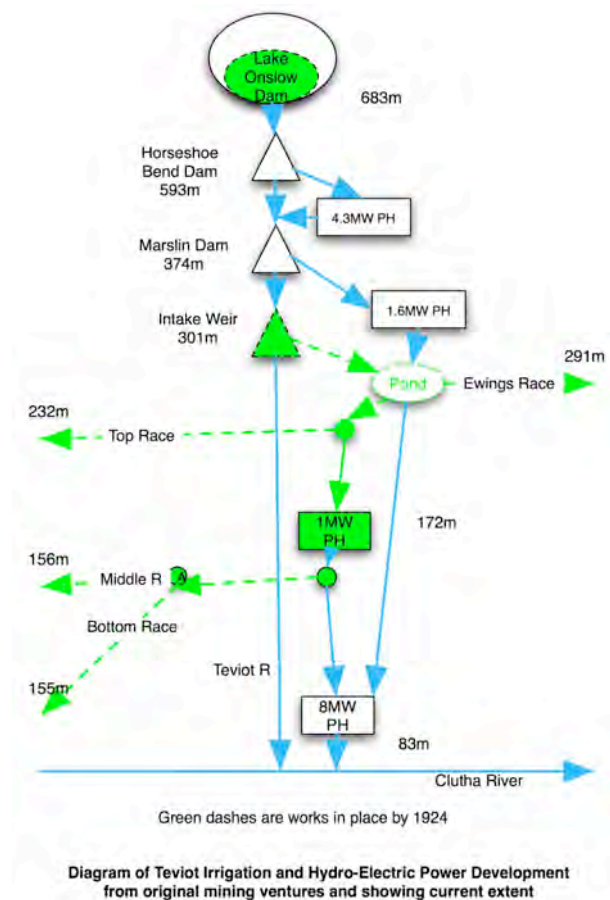 Lake
Onslow
Dam
683m
Horseshoe
Bend Dam
593m
4.3MW PH
Marslin Dam
374m
1.6MW PH
Intake Weir
301m
291m
Pond
Ewings Race
232m
Top Race
1MW
PH
172m
156m
Middle R
A
Bottom Race
Teviot R
155m
8MW
PH
83m
Clutha River
Green dashes are works in place by 1924
Diagram of Teviot Irrigation and Hydro-Electric Power Development
from original mining ventures and showing current extent